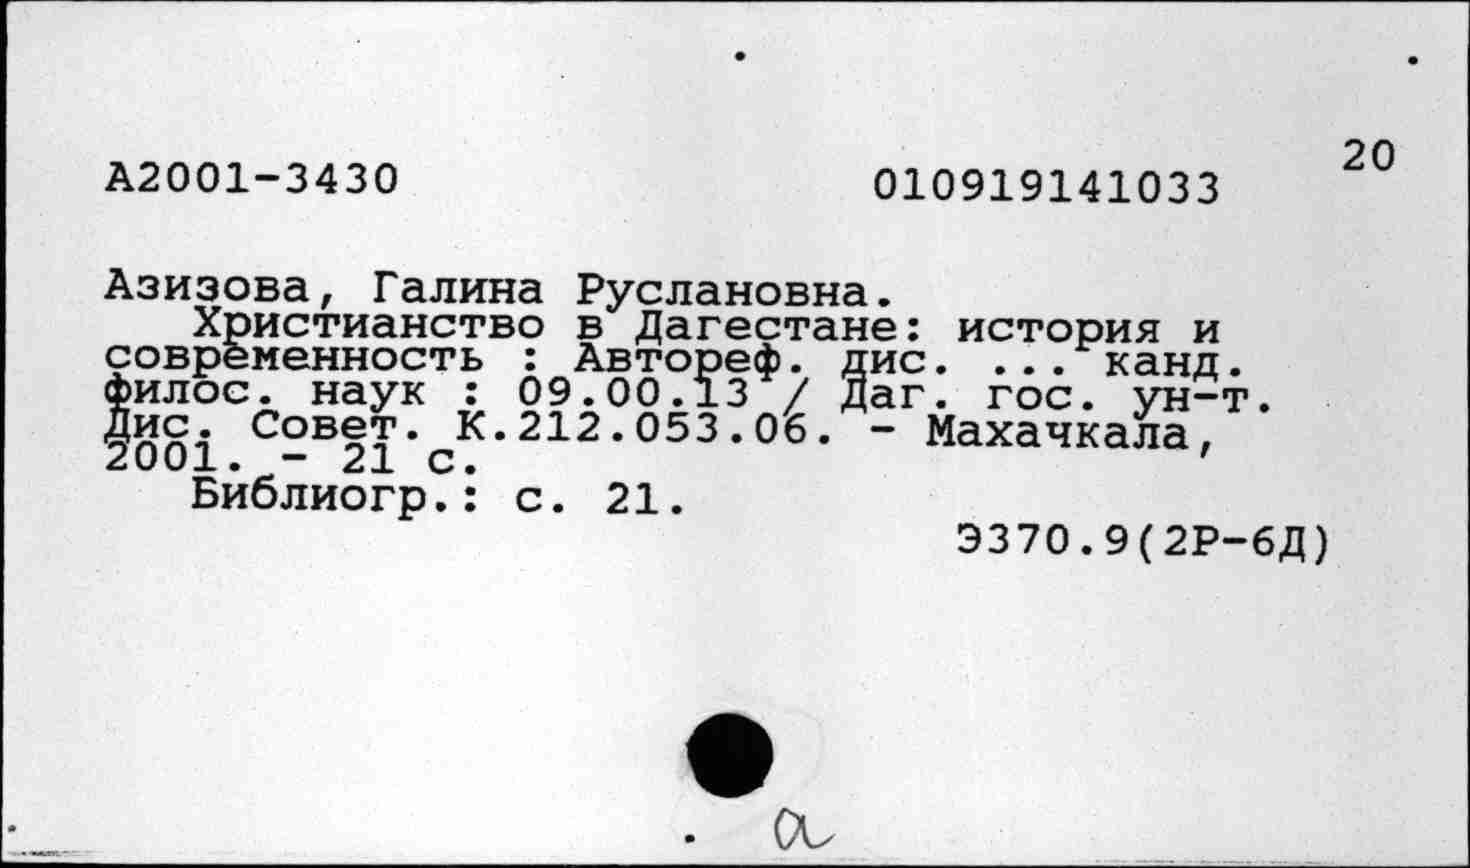 20
А2001-3430 010919141033
Азизова, Галина Руслановна.
Христианство в Дагестане: история и
современность : Автореф. дис. ... канд.
филос. наук : 09.00.13 / Даг. гос. ун-т.
Дис. Совет. К.212.053.06. - Махачкала,
2001. - 21 с.
Библиогр.: с. 21.
Э370.9(2Р-6Д)